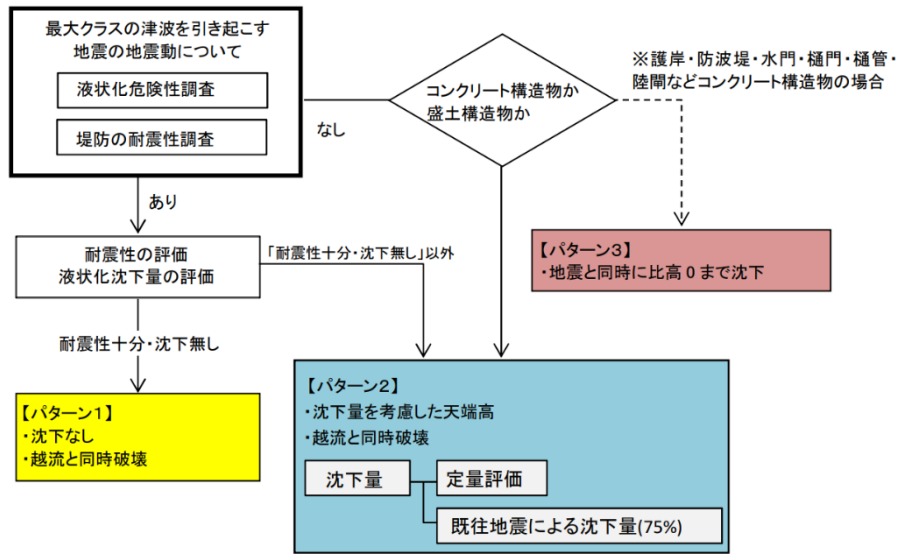 最大クラスの津波を引き起こす
地震の地震動について
液状化危険性調査
堤防の耐震性調査
なし
コンクリート構造物か
盛土構造物か
※護岸・防波堤・水門・樋門・樋管・
陸閘などコンクリート構造物の場合
あり
耐震性の評価
液状化沈下量の評価
「耐震性十分・沈下無し」以外
【パターン3】
・地震と同時に比高０まで沈下
耐震性十分・沈下無し
【パターン1】
・沈下なし
・越流と同時破壊
【パターン2】
・沈下量を考慮した天端高
・越流と同時破壊
沈下量
定量評価
既往地震による沈下量(75%)